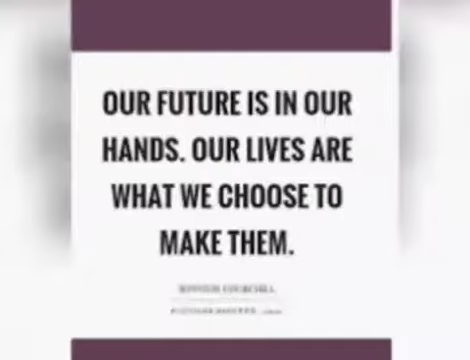 OUR FUTURE IS IN OUR
HANDS. OUR LIVES ARE
WHAT WE CHOOSE TO
MAKE THEM.